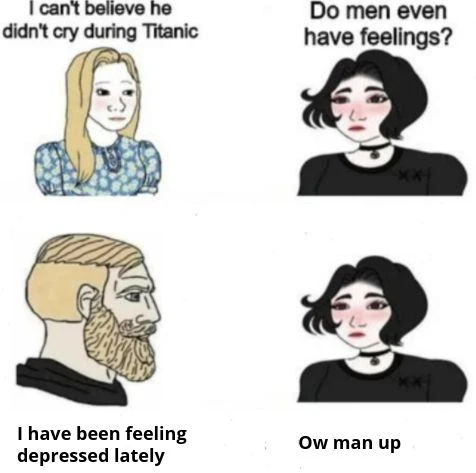 I can't believe he
didn't cry during Titanic
Do men even
have feelings?
I have been feeling
depressed lately
Ow man up